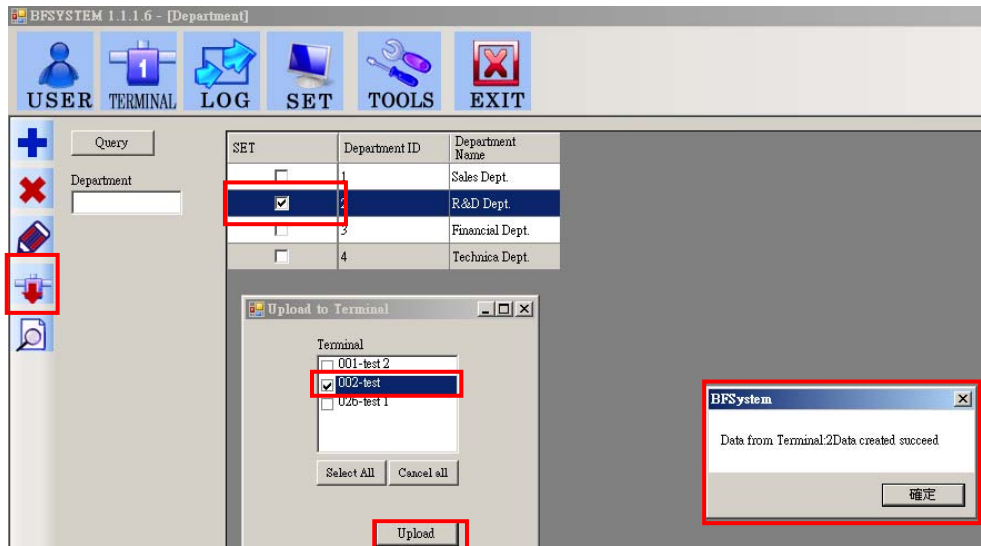 BFSYSTEM 1.1.1.6 - [Department]
USER TERMINAL LOG SET TOOLS EXIT
1
Query
Department
SET Department ID Department Name
1 Sales Dept.
2 R&D Dept.
3 Financial Dept.
4 Technica Dept.
Upload to Terminal
Terminal
001-test 2
002-test
026-test 1
Select All Cancel all
Upload
BFSystem
Data from Terminal:2Data created succeed
確定